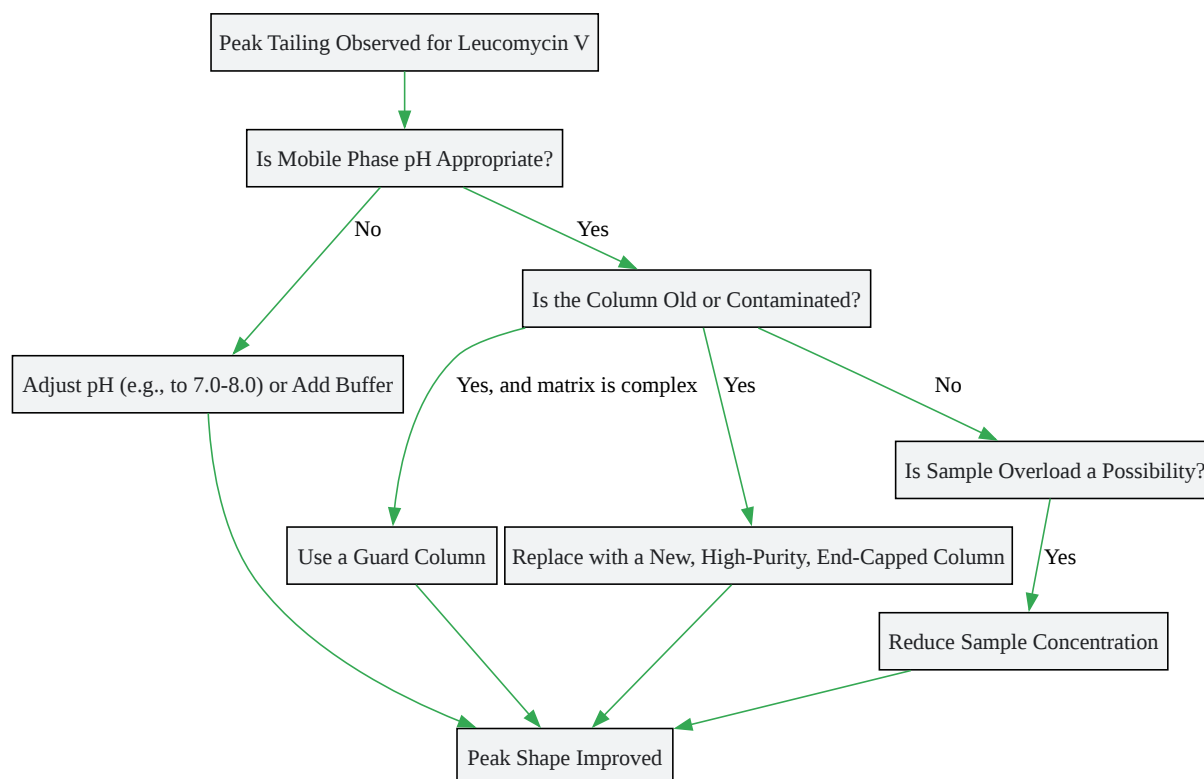 Peak Tailing Observed for Leucomycin V
Is Mobile Phase pH Appropriate?
No
Yes
Is the Column Old or Contaminated?
Adjust pH (e.g., to 7.0-8.0) or Add Buffer
Yes, and matrix is complex
Yes
No
Is Sample Overload a Possibility?
Use a Guard Column
Replace with a New, High-Purity, End-Capped Column
Yes
Reduce Sample Concentration
Peak Shape Improved